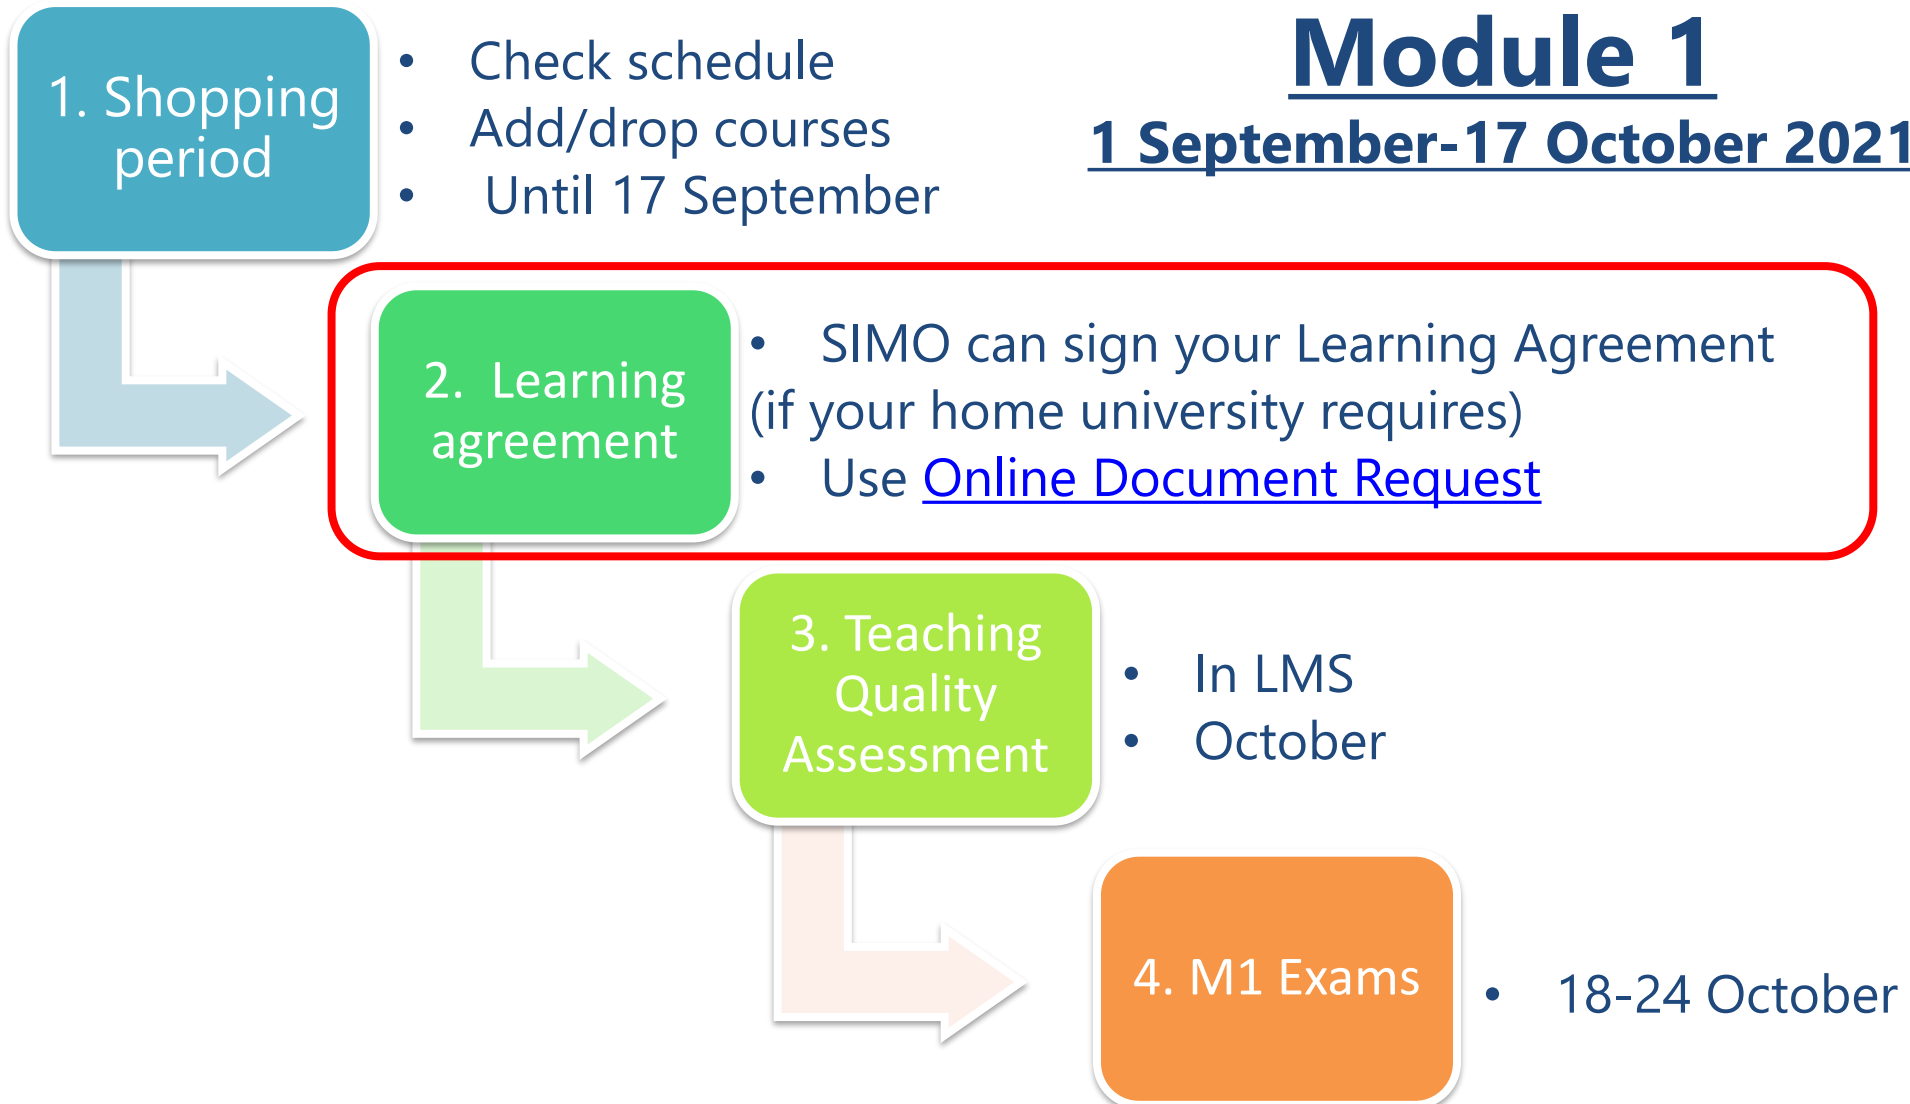 Module 1
1 September-17 October 2021
1. Shopping
period
• Check schedule
• Add/drop courses
• Until 17 September
2. Learning
agreement
• SIMO can sign your Learning Agreement
(if your home university requires)
• Use Online Document Request
3. Teaching
Quality
Assessment
• In LMS
• October
4. M1 Exams
• 18-24 October